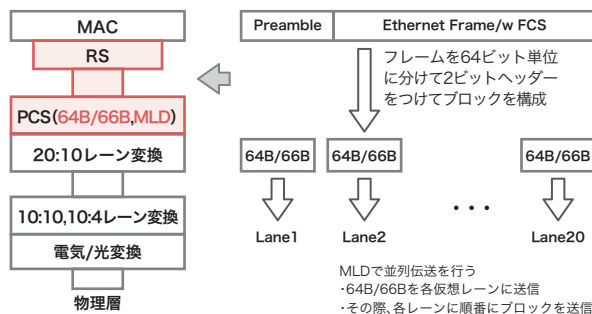 MAC
RS
PCS(64B/66B,MLD)
20:10レーン変換
10:10,10:4レーン変換
電気/光変換
物理層
Preamble
Ethernet Frame/w FCS
フレームを64ビット単位
に分けて2ビットヘッダー
をつけてブロックを構成
64B/66B
64B/66B
64B/66B
・・・
Lane1
Lane2
Lane20
MLDで並列伝送を行う
・64B/66Bを各仮想レーンに送信
・その際、各レーンに順番にブロックを送信